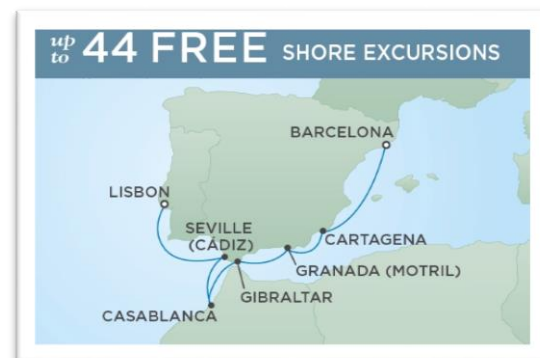 up to 44 FREE SHORE EXCURSIONS
BARCELONA
LISBON
SEVILLE
(CÁDIZ)
CARTAGENA
GRANADA (MOTRIL)
GIBRALTAR
CASABLANCA